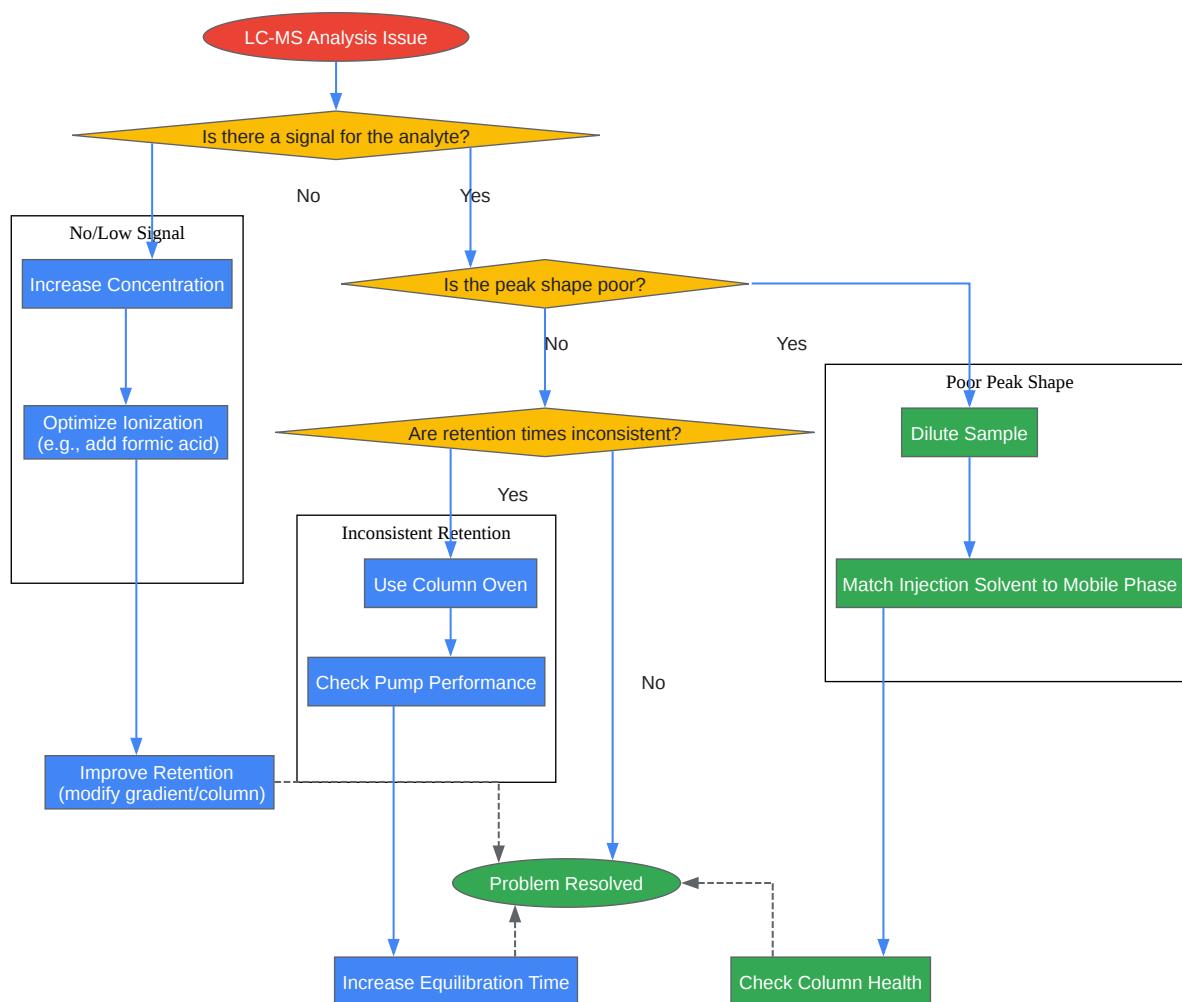 LC-MS Analysis Issue
Is there a signal for the analyte?
No
Yes
No/Low Signal
Increase Concentration
Is the peak shape poor?
No
Yes
Poor Peak Shape
Optimize Ionization
(e.g., add formic acid)
Are retention times inconsistent?
Dilute Sample
Yes
Inconsistent Retention
Use Column Oven
Match Injection Solvent to Mobile Phase
Check Pump Performance
No
Improve Retention
(modify gradient/column)
Problem Resolved
Increase Equilibration Time
Check Column Health